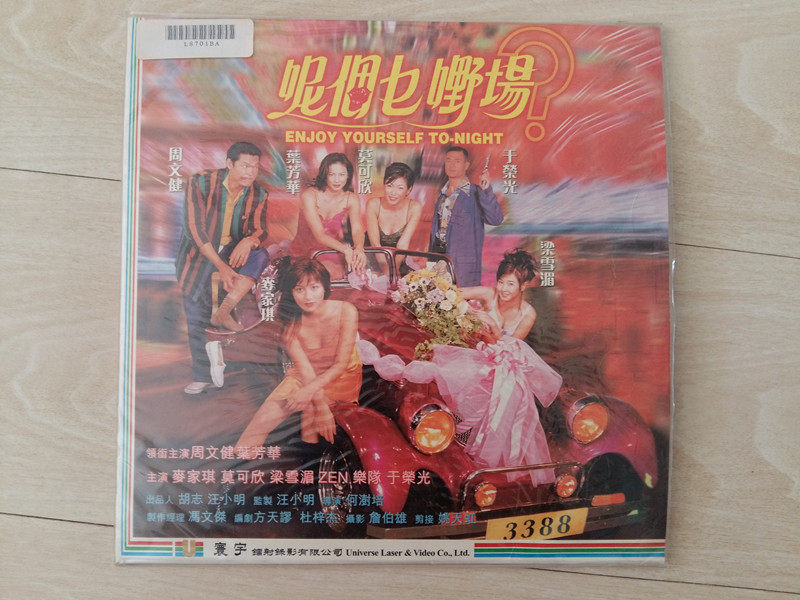 LS701BA
呢個乜嘢場?
ENJOY YOURSELF TO-NIGHT
周文健
葉芳華
莫可欣
于榮光
梁雪湄
麥家琪
領銜主演 周文健 葉芳華
主演 麥家琪 莫可欣 梁雪湄 ZEN 樂隊 于榮光
出品人 胡志 汪小明 監製 汪小明 導演 何澍培
製作經理 馮文傑 編劇 方天謬 杜梓杰 攝影 詹伯雄 剪接
3388
U 寰宇 鐳射錄影有限公司 Universe Laser & Video Co., Ltd.